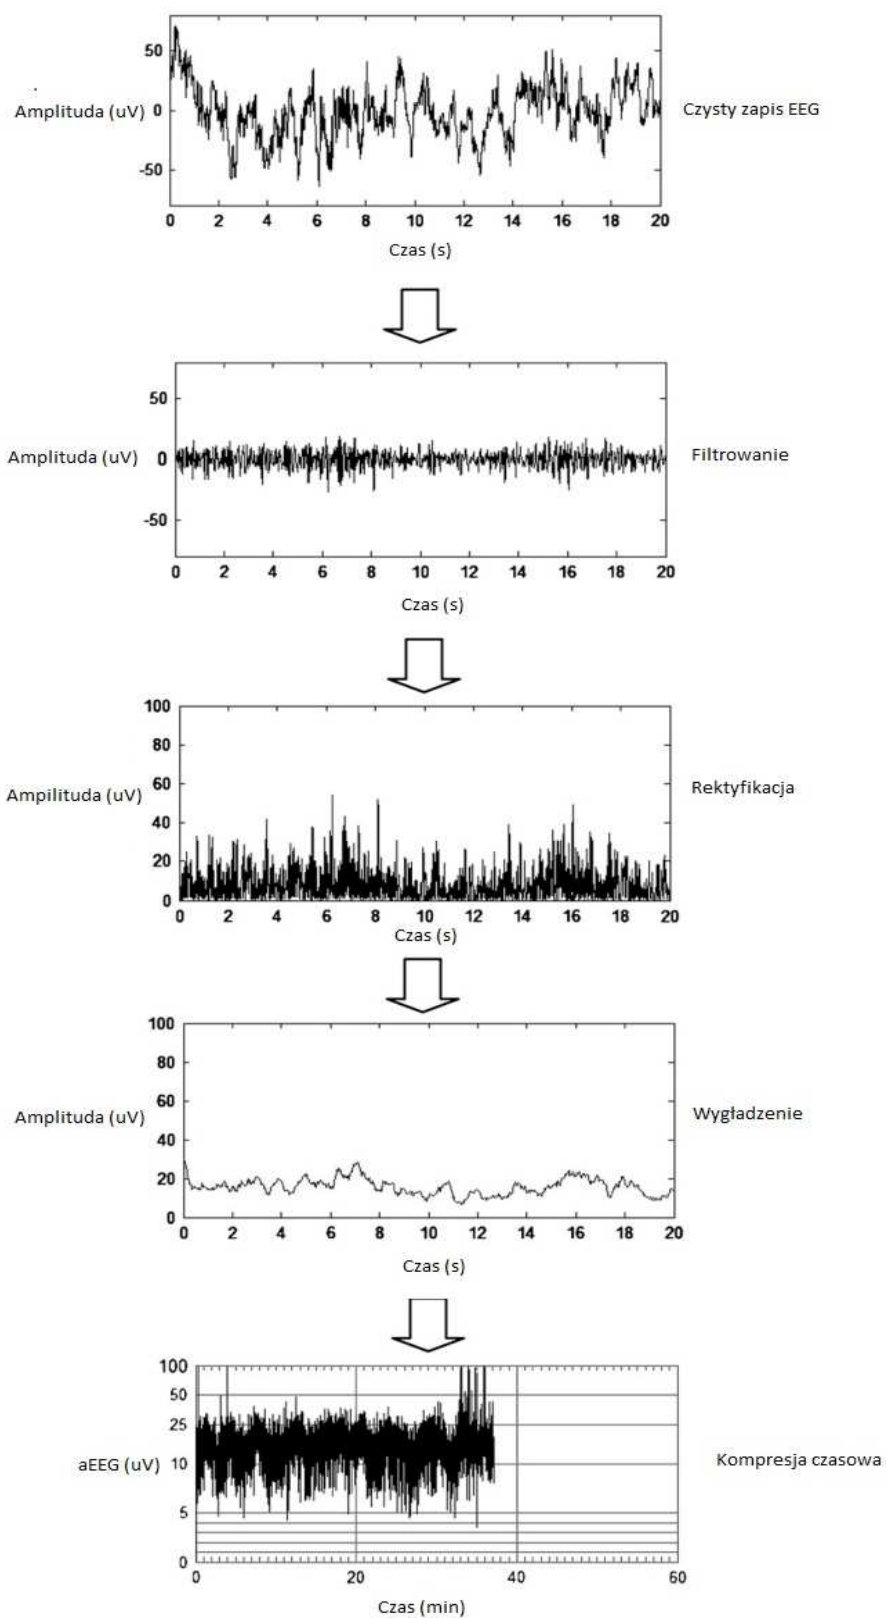 50
Amplituda (uV) 0 Czysty zapis EEG
-50
0 2 4 6 8 10 12 14 16 18 20
Czas (s)
50
Amplituda (uV) 0 Filtrowanie
-50
0 2 4 6 8 10 12 14 16 18 20
Czas (s)
100
80
60
Ampilituda (uV) Rektyfikacja
40
20
0
0 2 4 6 8 10 12 14 16 18 20
Czas (s)
100
80
60
Amplituda (uV) Wygładzenie
40
20
0
0 2 4 6 8 10 12 14 16 18 20
Czas (s)
100
50
25
aEEG (uV) 10 Kompresja czasowa
5
0
0 20 40 60
Czas (min)